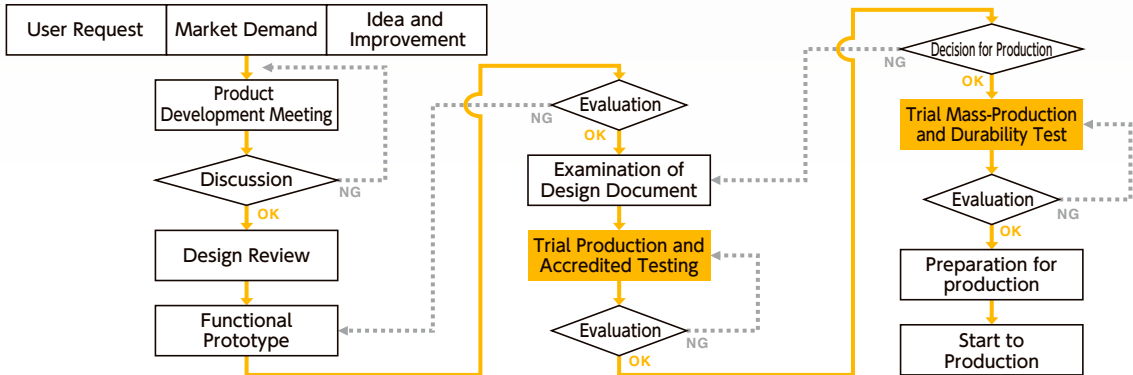 User Request
Market Demand
Idea and
Improvement
Product
Development Meeting
Discussion
NG
OK
Design Review
Functional
Prototype
Evaluation
NG
OK
Examination of
Design Document
Trial Production and
Accredited Testing
Evaluation
NG
OK
Decision for Production
NG
OK
Trial Mass-Production
and Durability Test
Evaluation
NG
OK
Preparation for
production
Start to
Production